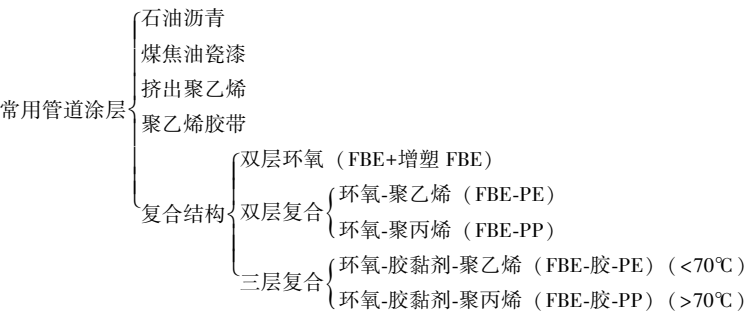 石油沥青
煤焦油瓷漆
挤出聚乙烯
常用管道涂层
聚乙烯胶带
双层环氧（FBE+增塑 FBE）
环氧-聚乙烯（FBE-PE）
复合结构
双层复合
环氧-聚丙烯（FBE-PP）
环氧-胶黏剂-聚乙烯（FBE-胶-PE）(<70℃)
三层复合
环氧-胶黏剂-聚丙烯（FBE-胶-PP）(>70℃)